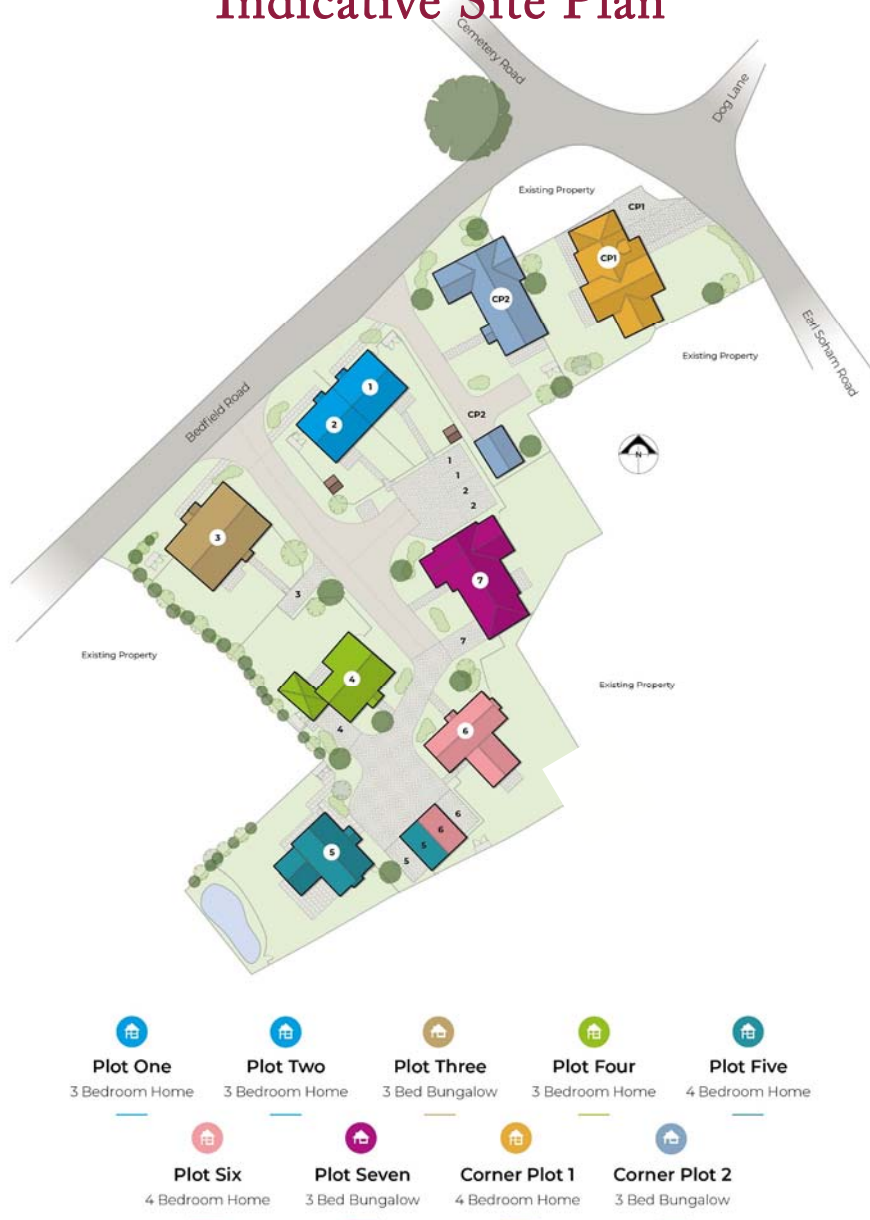 Indicative Site Plan
Cemetery Road
Dog Lane
Existing Property
CP1
CP1
CP2
Earl Soham Road
Existing Property
Bedfield Road
1
2
CP2
N
1
1
2
2
3
7
3
7
Existing Property
4
Existing Property
4
6
6
6
5
5
5
Plot One
3 Bedroom Home
Plot Two
3 Bedroom Home
Plot Three
3 Bed Bungalow
Plot Four
3 Bedroom Home
Plot Five
4 Bedroom Home
Plot Six
4 Bedroom Home
Plot Seven
3 Bed Bungalow
Corner Plot 1
4 Bedroom Home
Corner Plot 2
3 Bed Bungalow